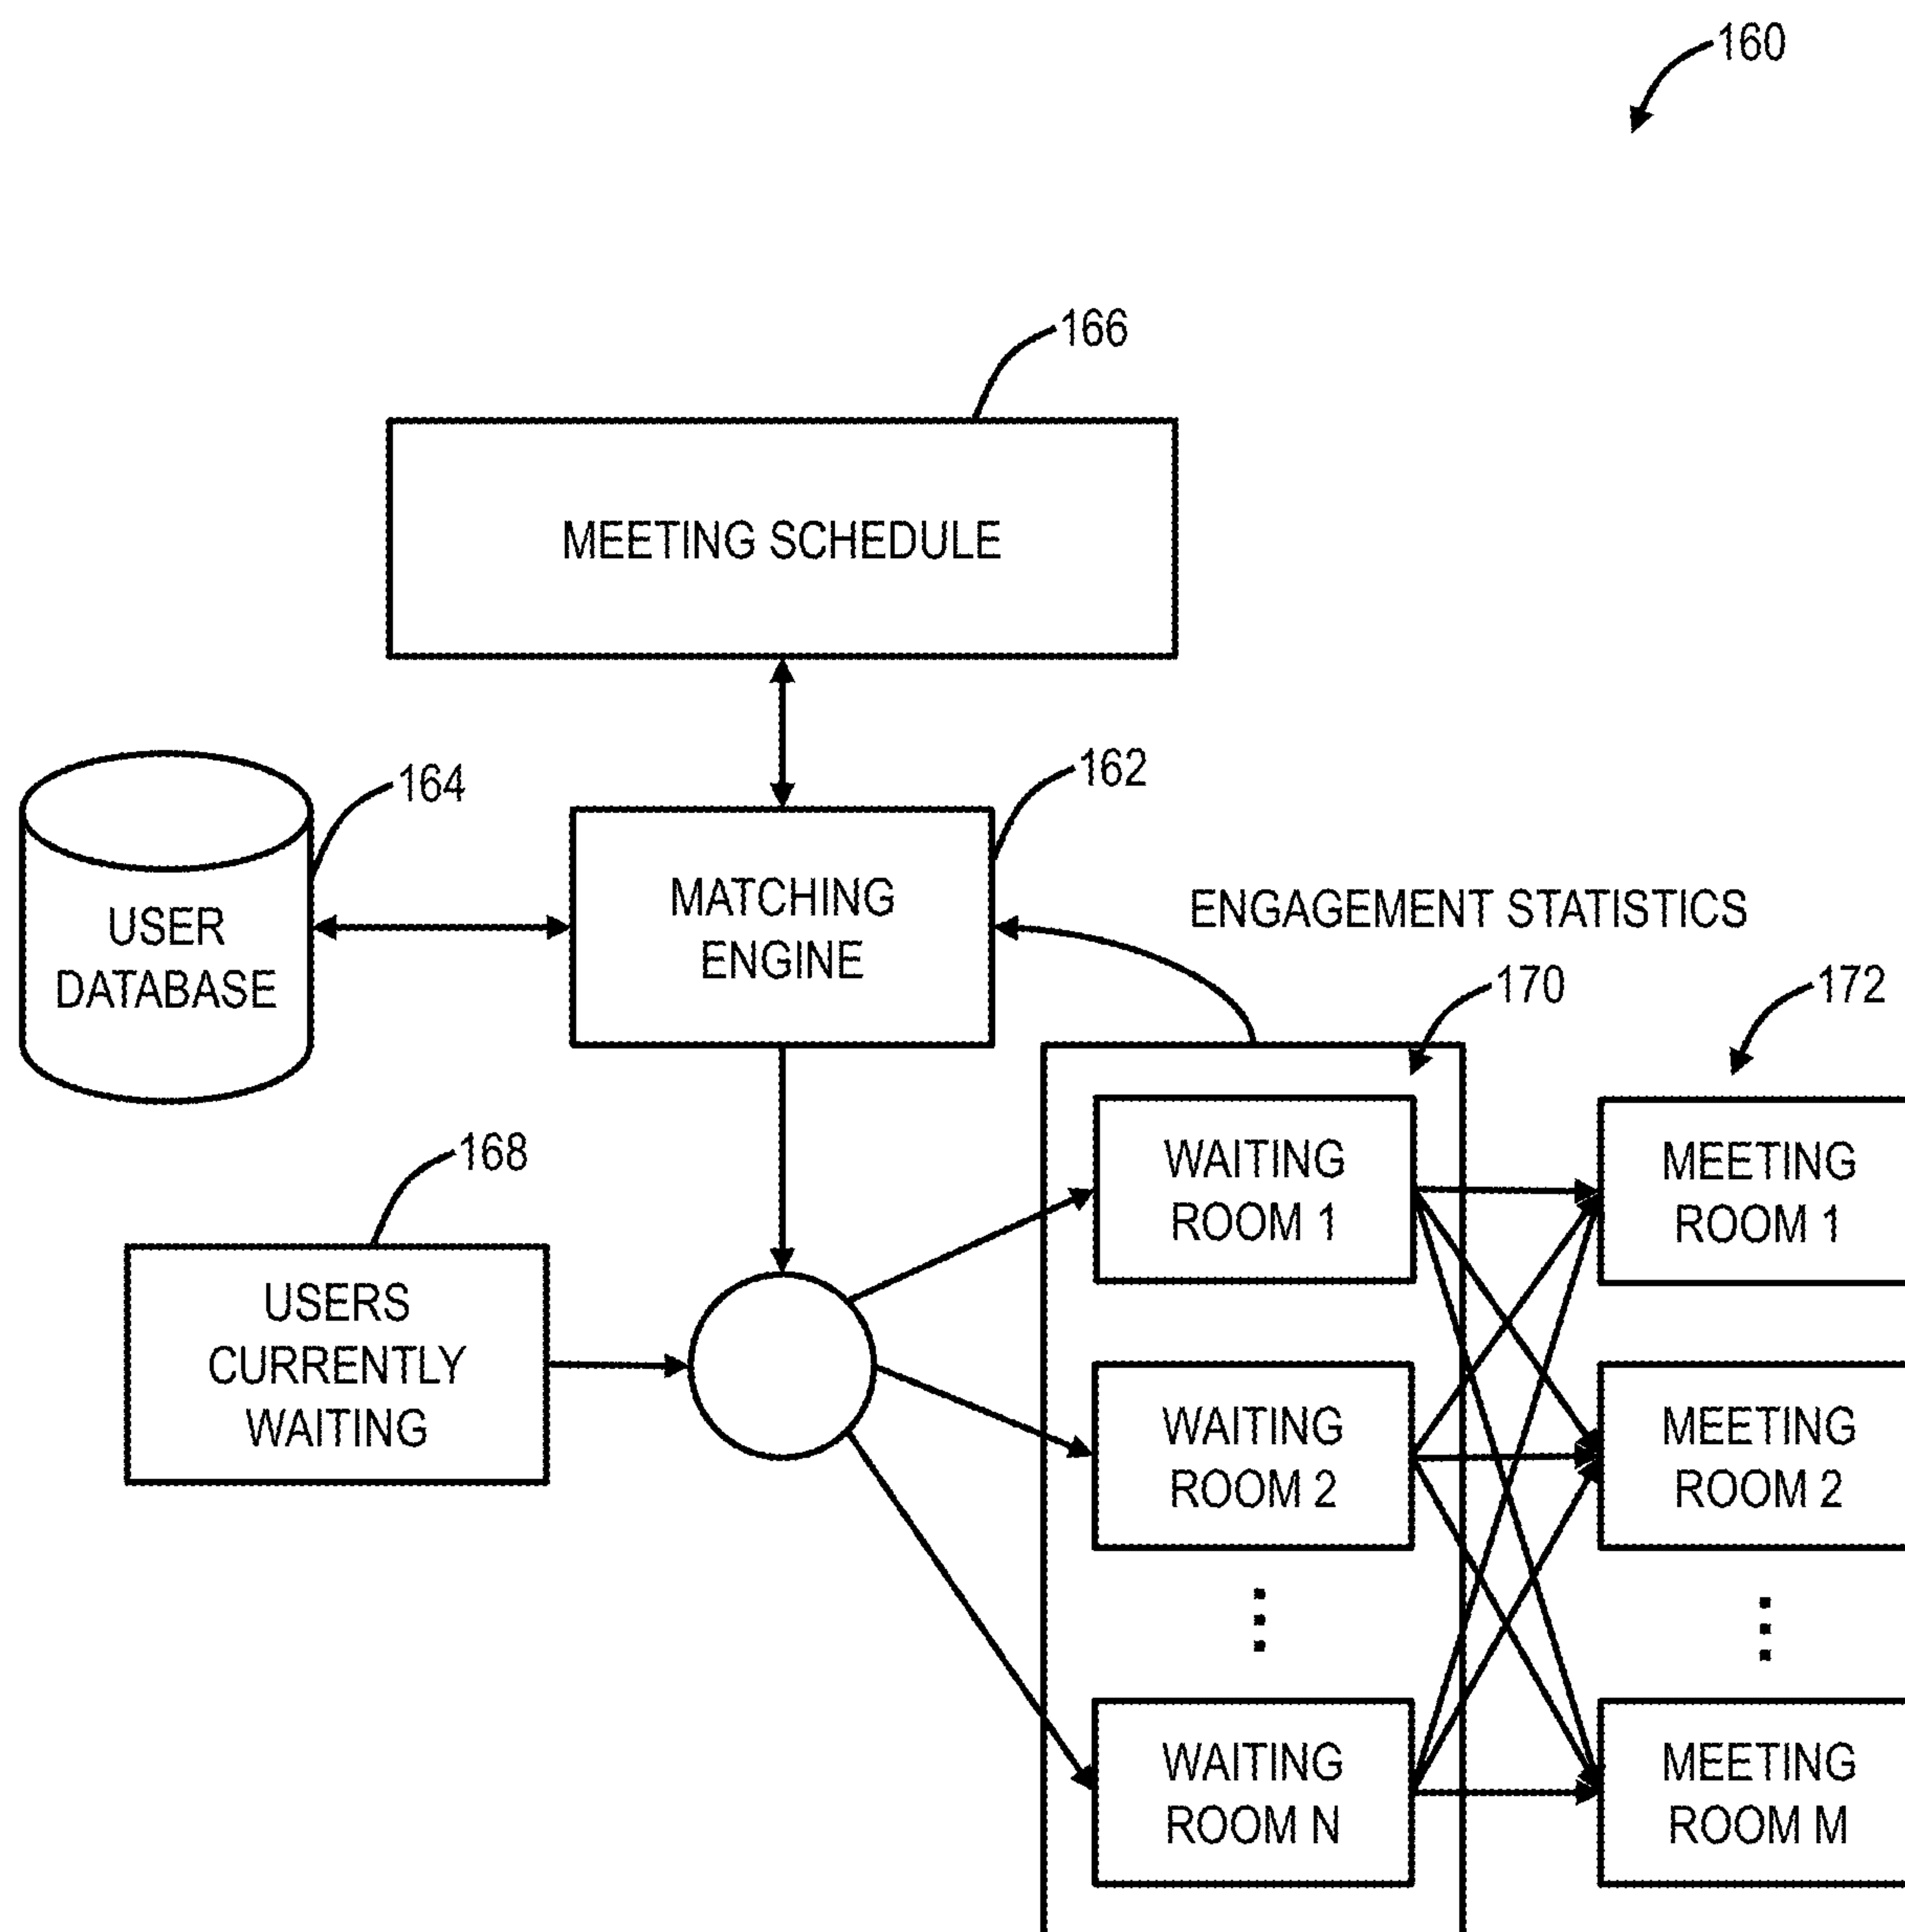 160
166
MEETING SCHEDULE
164
162
USER
DATABASE
MATCHING
ENGINE
ENGAGEMENT STATISTICS
170
172
168
USERS
CURRENTLY
WAITING
WAITING
ROOM 1
MEETING
ROOM 1
WAITING
ROOM 2
MEETING
ROOM 2
WAITING
ROOM N
MEETING
ROOM M